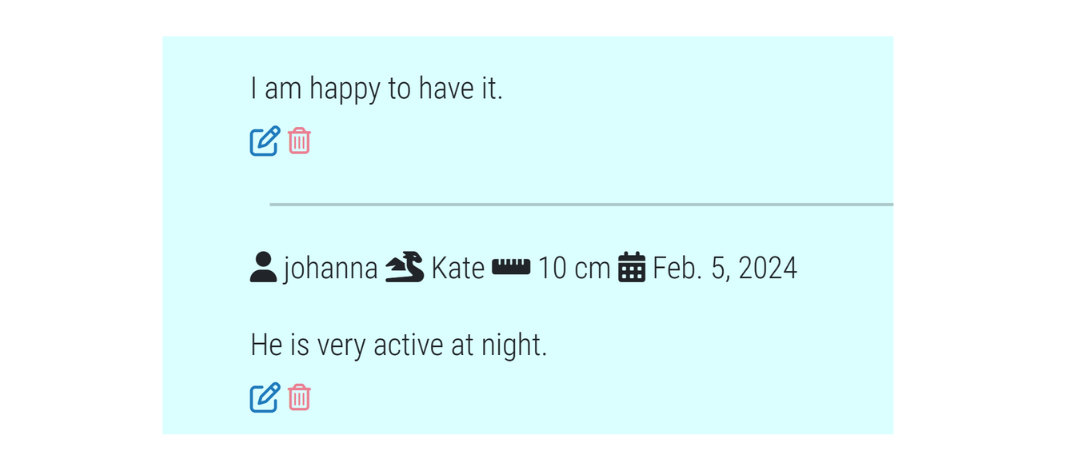 I am happy to have it.
johanna Kate 10 cm Feb. 5, 2024
He is very active at night.